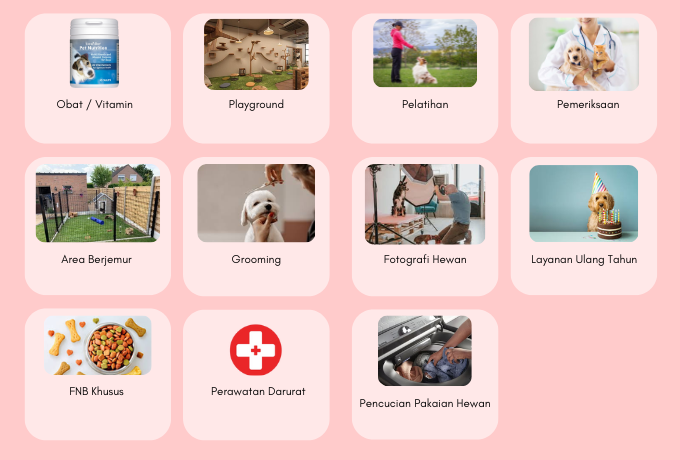 Pet Nutrition
Obat / Vitamin
Playground
Pelatihan
Pemeriksaan
Area Berjemur
Grooming
Fotografi Hewan
Layanan Ulang Tahun
FNB Khusus
Perawatan Darurat
Pencucian Pakaian Hewan